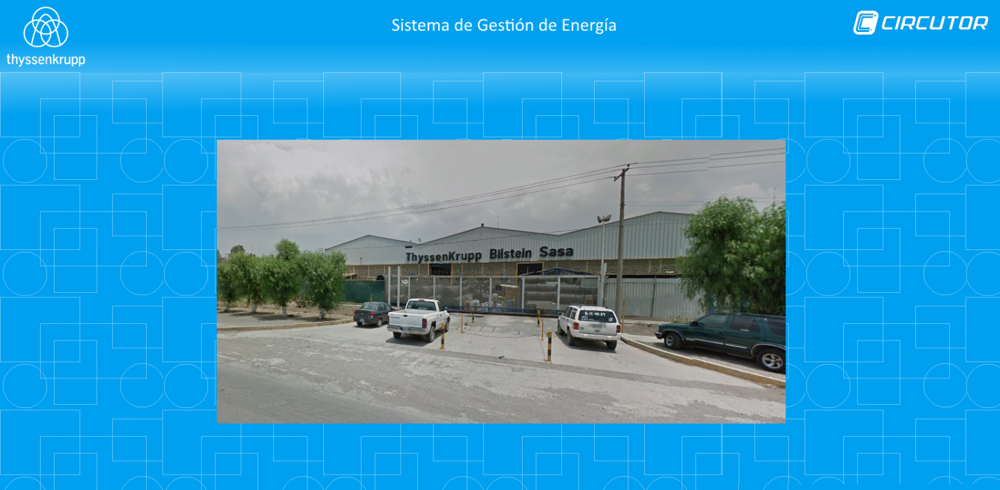 Sistema de Gestión de Energía
CIRCUTOR
thyssenkrupp
ThyssenKrupp Bilstein Sasa